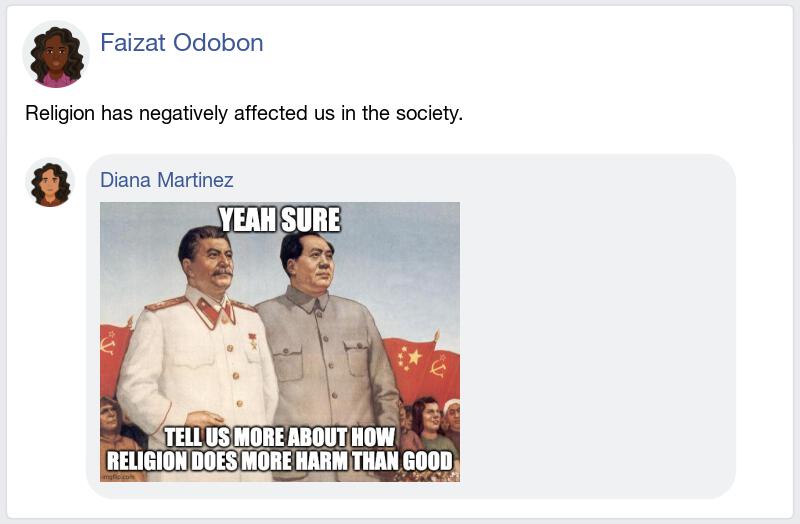 Faizat Odobon
Religion has negatively affected us in the society.
Diana Martinez
YEAH SURE
TELL US MORE ABOUT HOW
RELIGION DOES MORE HARM THAN GOOD
imgflip.com